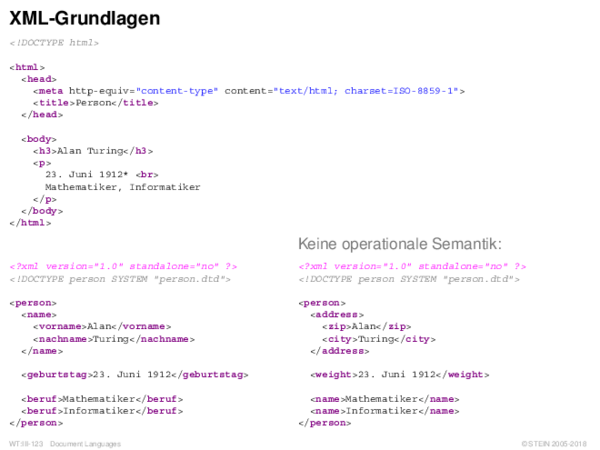 XML-Grundlagen
<!DOCTYPE html>
<html>
<head>
<meta http-equiv="content-type" content="text/html; charset=ISO-8859-1">
<title>Person</title>
</head>
<body>
<h3>Alan Turing</h3>
<p>
23. Juni 1912* <br>
Mathematiker, Informatiker
</p>
</body>
</html>
<?xml version="1.0" standalone="no" ?>
<!DOCTYPE person SYSTEM "person.dtd">
<person>
<name>
<vorname>Alan</vorname>
<nachname>Turing</nachname>
</name>
<geburtstag>23. Juni 1912</geburtstag>
<beruf>Mathematiker</beruf>
<beruf>Informatiker</beruf>
</person>
Keine operationale Semantik:
<?xml version="1.0" standalone="no" ?>
<!DOCTYPE person SYSTEM "person.dtd">
<person>
<address>
<zip>Alan</zip>
<city>Turing</city>
</address>
<weight>23. Juni 1912</weight>
<name>Mathematiker</name>
<name>Informatiker</name>
</person>
WT:III-123 Document Languages
© STEIN 2005-2018